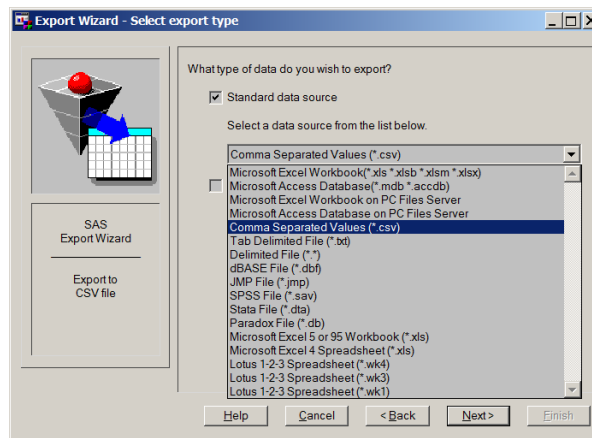 Export Wizard - Select export type
What type of data do you wish to export?
Standard data source
Select a data source from the list below.
Comma Separated Values (*.csv)
Microsoft Excel Workbook(*.xls *.xlsb *.xlsm *.xlsx)
Microsoft Access Database(*.mdb *.accdb)
Microsoft Excel Workbook on PC Files Server
Microsoft Access Database on PC Files Server
Comma Separated Values (*.csv)
Tab Delimited File (*.txt)
Delimited File (*.*)
dBASE File (*.dbf)
JMP File (*.jmp)
SPSS File (*.sav)
Stata File (*.dta)
Paradox File (*.db)
Microsoft Excel 5 or 95 Workbook (*.xls)
Microsoft Excel 4 Spreadsheet (*.xls)
Lotus 1-2-3 Spreadsheet (*.wk4)
Lotus 1-2-3 Spreadsheet (*.wk3)
Lotus 1-2-3 Spreadsheet (*.wk1)
SAS
Export Wizard
Export to
CSV file
Help
Cancel
< Back
Next >
Finish